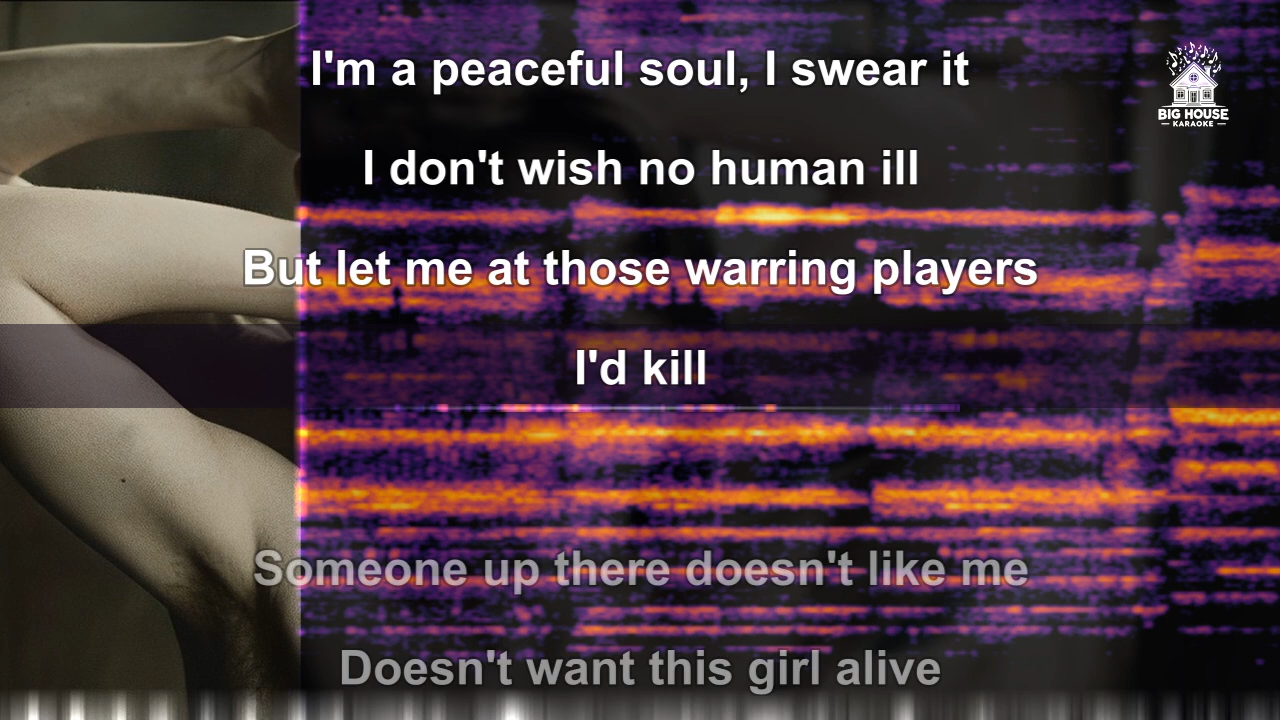 I'm a peaceful soul, I swear it
BIG HOUSE
KARAOKE
I don't wish no human ill
But let me at those warring players
I'd kill
Someone up there doesn't like me
Doesn't want this girl alive